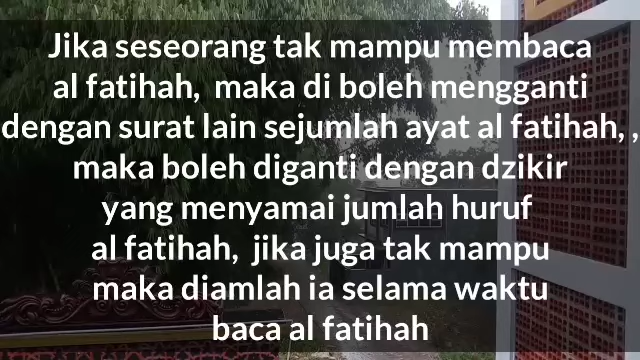 Jika seseorang tak mampu membaca
al fatihah, maka di boleh mengganti
dengan surat lain sejumlah ayat al fatihah, ,
maka boleh diganti dengan dzikir
yang menyamai jumlah huruf
al fatihah, jika juga tak mampu
maka diamlah ia selama waktu
baca al fatihah